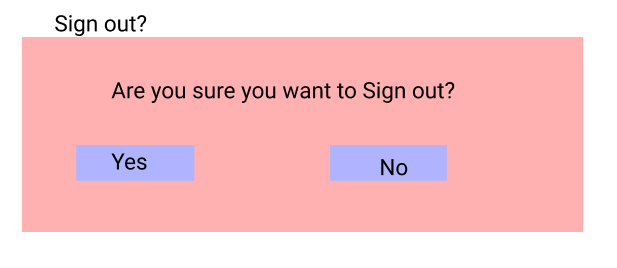 Sign out?
Are you sure you want to Sign out?
Yes
No